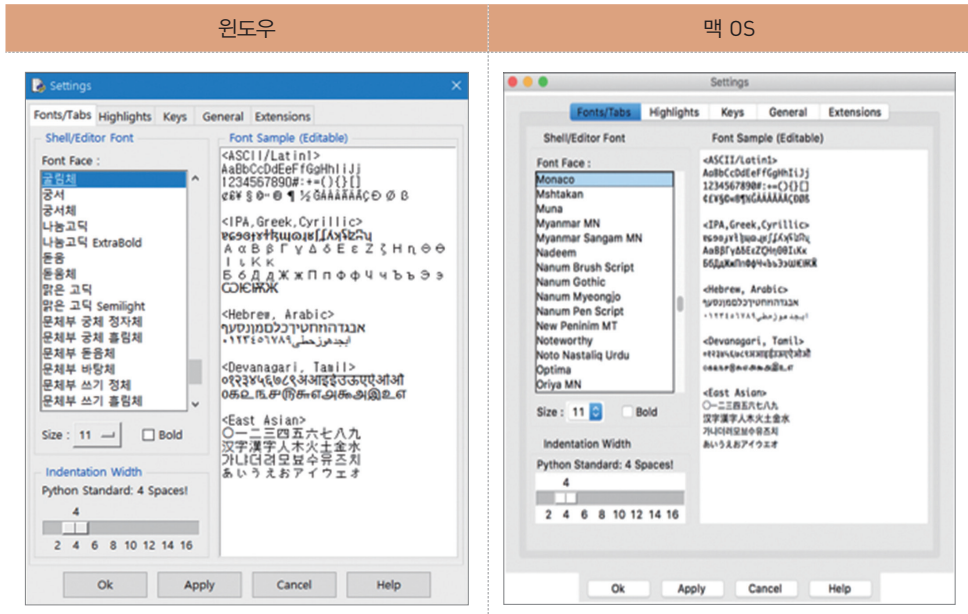 윈도우
맥 OS
Settings
Fonts/Tabs Highlights Keys General Extensions
Shell/Editor Font
Font Face :
굴림체
궁서
궁서체
나눔고딕
나눔고딕 ExtraBold
돋움
돋움체
맑은 고딕
맑은 고딕 Semilight
문체부 궁체 정자체
문체부 궁체 흘림체
문체부 돋음체
문체부 바탕체
문체부 쓰기 정체
문체부 쓰기 흘림체
Size : 11 Bold
Indentation Width
Python Standard: 4 Spaces!
4
2 4 6 8 10 12 14 16
Font Sample (Editable)
<ASCII/Latin1>
AaBbCcDdEeFfGgHhIiJj
1234567890#:+=(){}[]
<IPA,Greek,Cyrillic>
Α α Β β Γ γ Δ δ Ε ε Ζ ζ Η η Θ θ
Ι ι Κ κ
Б б Д д Ж ж П п Ф ф Ч ч Ъ ъ Э э
<Hebrew, Arabic>
אבגדהוזחטיךכלםמןנסעף
ابجدهوزحطي٠١٢٣٤٥٦٧٨٩
<Devanagari, Tamil>
०१२३४५६७८९अआइईउऊएऐओऔ
<East Asian>
〇一二三四五六七八九
汉字漢字人木火土金水
가냐더려모뵤수유즈치
あいうえおアイウエオ
Ok Apply Cancel Help
Settings
Fonts/Tabs Highlights Keys General Extensions
Shell/Editor Font
Font Face :
Monaco
Mshtakan
Muna
Myanmar MN
Myanmar Sangam MN
Nadeem
Nanum Brush Script
Nanum Gothic
Nanum Myeongjo
Nanum Pen Script
New Peninim MT
Noteworthy
Noto Nastaliq Urdu
Optima
Oriya MN
Size : 11 Bold
Indentation Width
Python Standard: 4 Spaces!
4
2 4 6 8 10 12 14 16
Font Sample (Editable)
<ASCII/Latin1>
AaBbCcDdEeFfGgHhIiJj
1234567890#:+=(){}[]
<IPA,Greek,Cyrillic>
ΑαΒβΓγΔδΕεΖζΗηΘθΙιΚκ
<Hebrew, Arabic>
אבגדהוזחטיךכלםמןנסעף
ابجدهوزحطي٠١٢٣٤٥٦٧٨٩
<Devanagari, Tamil>
<East Asian>
〇一二三四五六七八九
汉字漢字人木火土金水
가냐더려모뵤수유즈치
あいうえおアイウエオ
Ok Apply Cancel Help